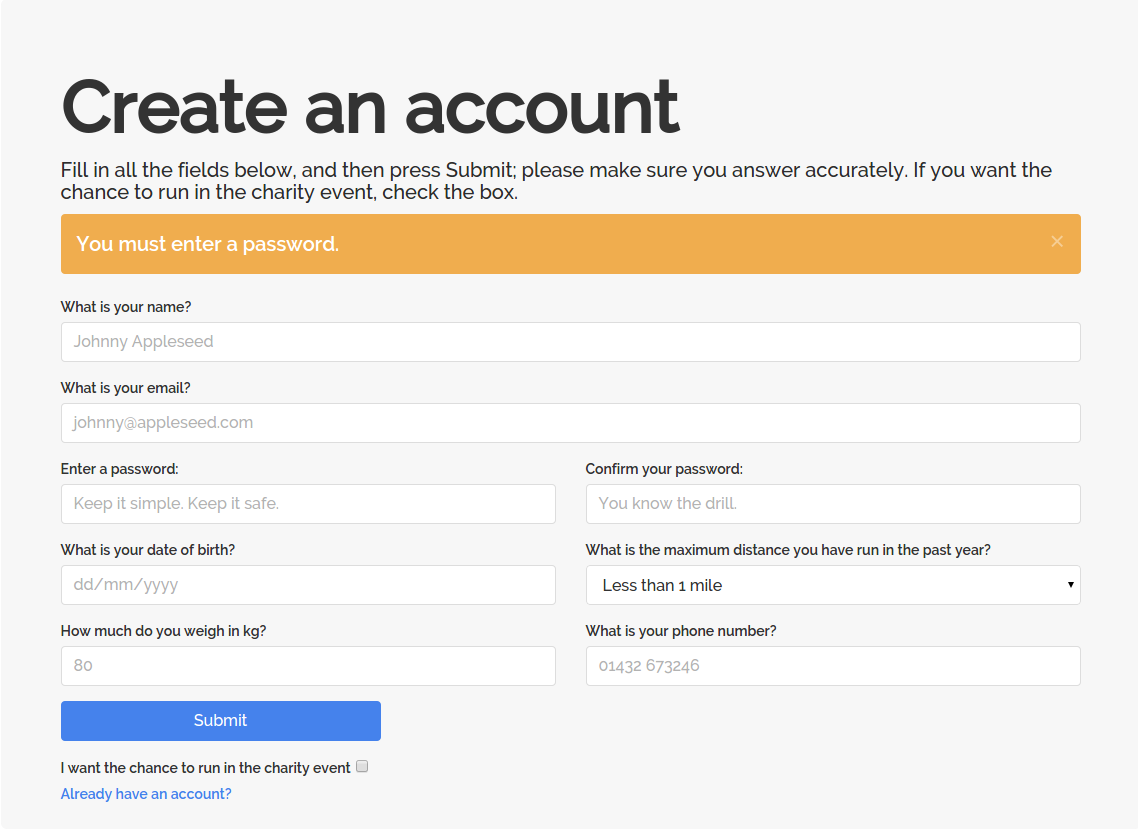 Create an account
Fill in all the fields below, and then press Submit; please make sure you answer accurately. If you want the
chance to run in the charity event, check the box.
You must enter a password. ×
What is your name?
Johnny Appleseed
What is your email?
johnny@appleseed.com
Enter a password:
Keep it simple. Keep it safe.
Confirm your password:
You know the drill.
What is your date of birth?
dd/mm/yyyy
What is the maximum distance you have run in the past year?
Less than 1 mile
How much do you weigh in kg?
80
What is your phone number?
01432 673246
Submit
I want the chance to run in the charity event
Already have an account?